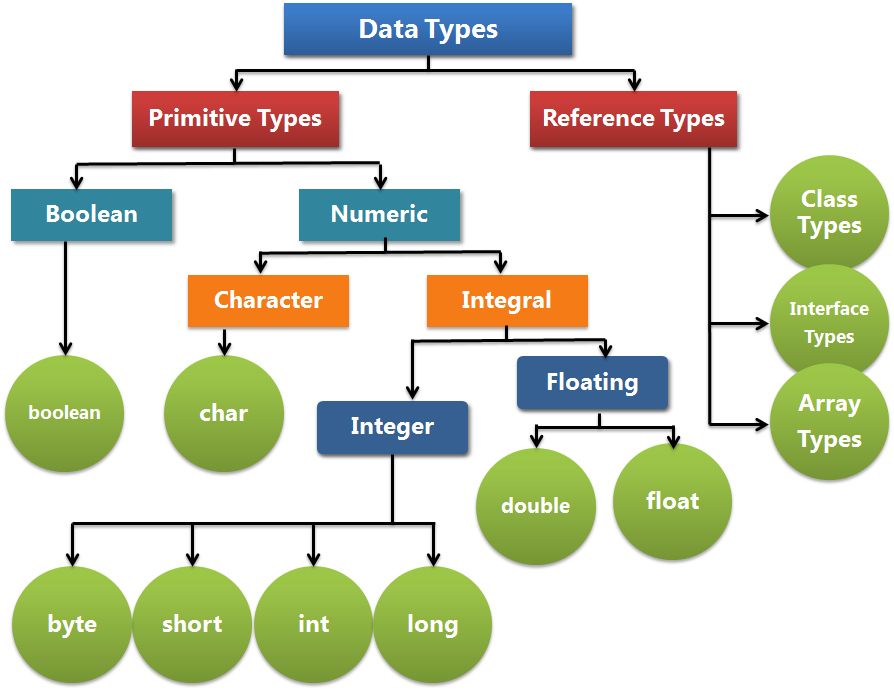 Data Types
Primitive Types
Reference Types
Boolean
Numeric
Class
Types
Character
Integral
Interface
Types
Floating
boolean
char
Integer
Array
Types
double
float
byte
short
int
long